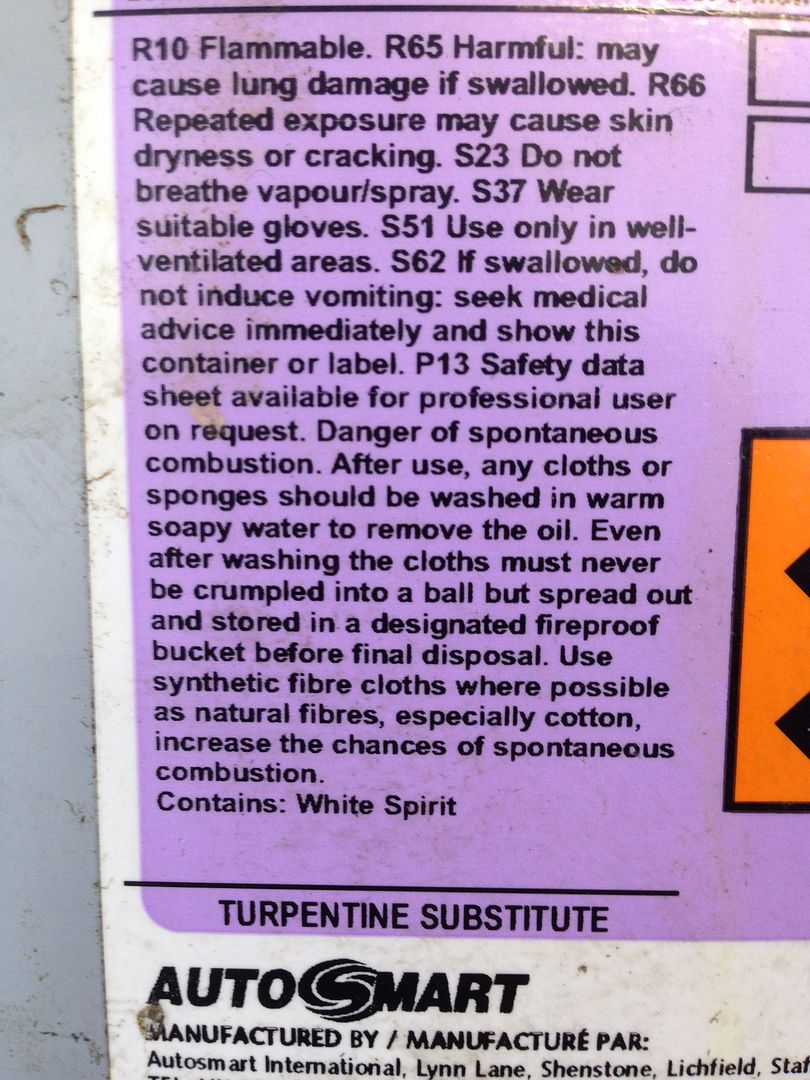 R10 Flammable. R65 Harmful: may
cause lung damage if swallowed. R66
Repeated exposure may cause skin
dryness or cracking. S23 Do not
breathe vapour/spray. S37 Wear
suitable gloves. S51 Use only in well-
ventilated areas. S62 If swallowed, do
not induce vomiting: seek medical
advice immediately and show this
container or label. P13 Safety data
sheet available for professional user
on request. Danger of spontaneous
combustion. After use, any cloths or
sponges should be washed in warm
soapy water to remove the oil. Even
after washing the cloths must never
be crumpled into a ball but spread out
and stored in a designated fireproof
bucket before final disposal. Use
synthetic fibre cloths where possible
as natural fibres, especially cotton,
increase the chances of spontaneous
combustion.
Contains: White Spirit
TURPENTINE SUBSTITUTE
AUTOSMART
MANUFACTURED BY / MANUFACTURÉ PAR:
Autosmart International, Lynn Lane, Shenstone, Lichfield, Staf